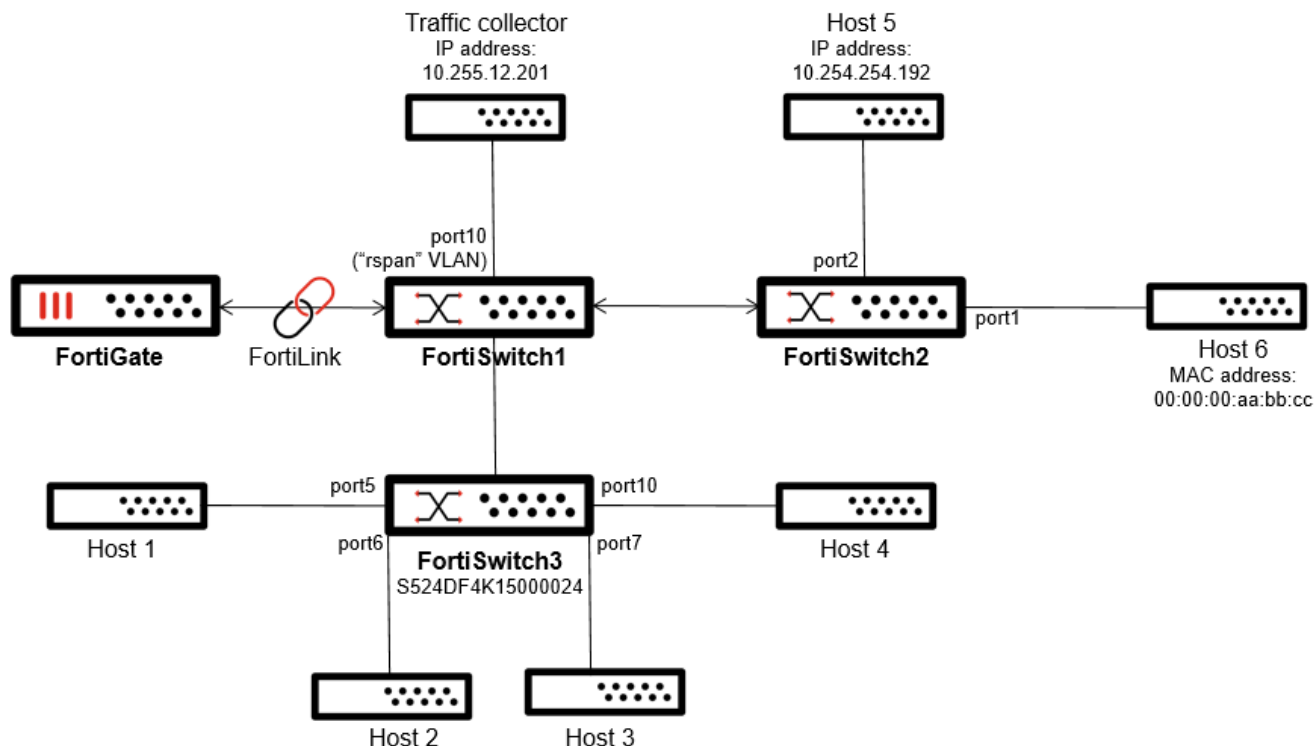 Traffic collector
IP address:
10.255.12.201
Host 5
IP address:
10.254.254.192
port10
("rspan" VLAN)
port2
port1
FortiGate
FortiLink
FortiSwitch1
FortiSwitch2
Host 6
MAC address:
00:00:00:aa:bb:cc
port5
port10
Host 1
port6
FortiSwitch3
S524DF4K15000024
port7
Host 4
Host 2
Host 3